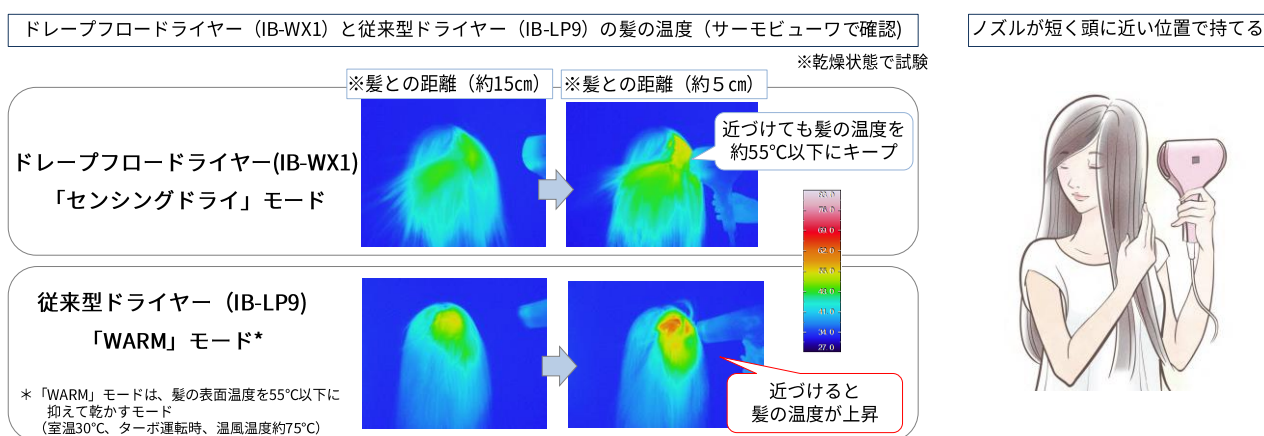 ドレープフロードライヤー（IB-WX1）と従来型ドライヤー（IB-LP9）の髪の温度（サーモビューワで確認）
ノズルが短く頭に近い位置で持てる
※乾燥状態で試験
※髪との距離（約15㎝）
※髪との距離（約５㎝）
ドレープフロードライヤー(IB-WX1)
「センシングドライ」モード
近づけても髪の温度を
約55℃以下にキープ
69.0
62.0
41.0
34.0
27.0
従来型ドライヤー（IB-LP9)
「WARM」モード*
＊「WARM」モードは、髪の表面温度を55℃以下に
抑えて乾かすモード
（室温30℃、ターボ運転時、温風温度約75℃）
近づけると
髪の温度が上昇